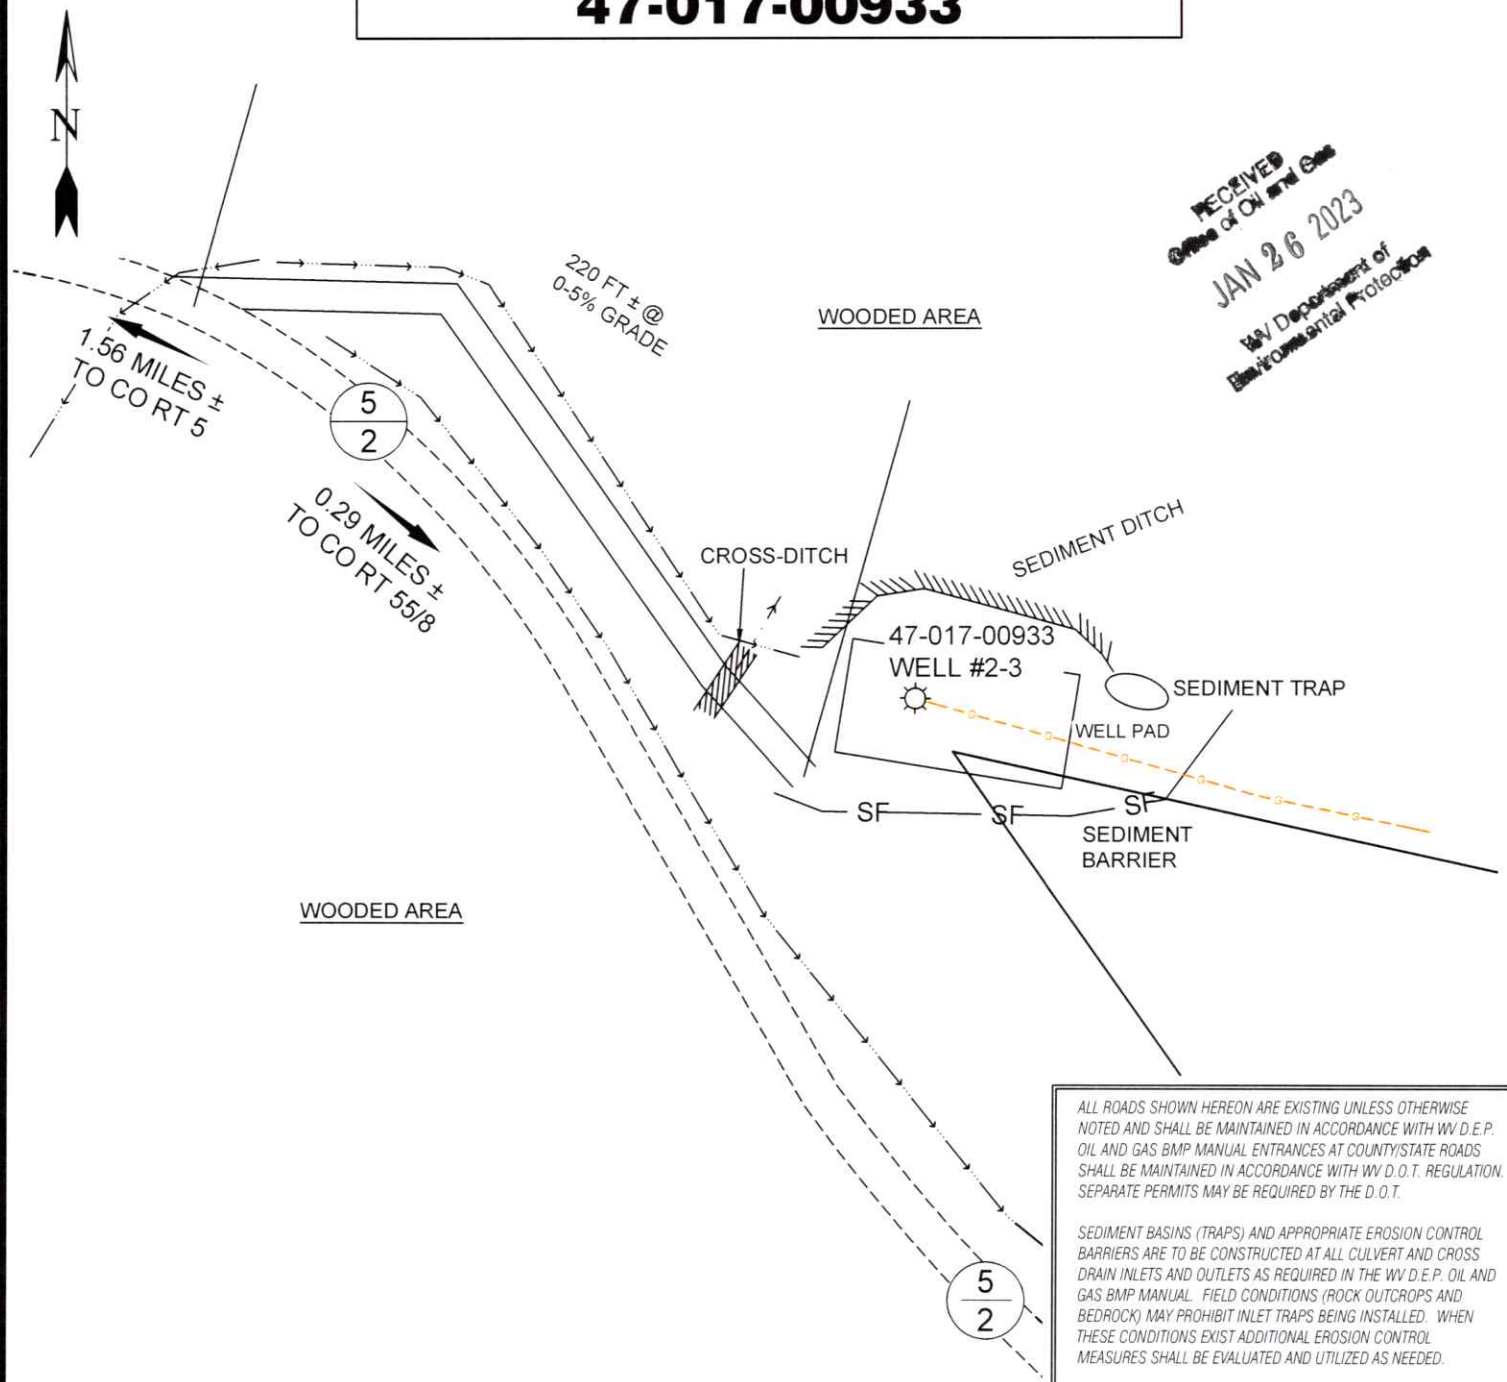 47-017-00933
N
RECEIVED
Office of Oil and Gas
JAN 26 2023
WV Department of
Environmental Protection
220 FT ± @
0-5% GRADE
WOODED AREA
1.56 MILES ±
TO CO RT 5
5
2
0.29 MILES ±
TO CO RT 55/8
CROSS-DITCH
SEDIMENT DITCH
47-017-00933
WELL #2-3
SEDIMENT TRAP
WELL PAD
G G G G G G
SF SF SF
SEDIMENT
BARRIER
WOODED AREA
ALL ROADS SHOWN HEREON ARE EXISTING UNLESS OTHERWISE
NOTED AND SHALL BE MAINTAINED IN ACCORDANCE WITH WV D.E.P.
OIL AND GAS BMP MANUAL ENTRANCES AT COUNTY/STATE ROADS
SHALL BE MAINTAINED IN ACCORDANCE WITH WV D.O.T. REGULATION.
SEPARATE PERMITS MAY BE REQUIRED BY THE D.O.T.
SEDIMENT BASINS (TRAPS) AND APPROPRIATE EROSION CONTROL
BARRIERS ARE TO BE CONSTRUCTED AT ALL CULVERT AND CROSS
DRAIN INLETS AND OUTLETS AS REQUIRED IN THE WV D.E.P. OIL AND
GAS BMP MANUAL. FIELD CONDITIONS (ROCK OUTCROPS AND
BEDROCK) MAY PROHIBIT INLET TRAPS BEING INSTALLED. WHEN
THESE CONDITIONS EXIST ADDITIONAL EROSION CONTROL
MEASURES SHALL BE EVALUATED AND UTILIZED AS NEEDED.
5
2